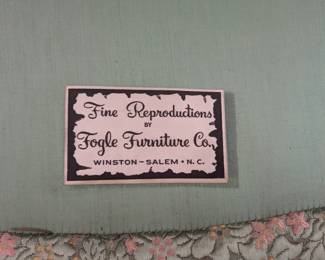 Fine Reproductions
BY
Fogle Furniture Co.,
WINSTON-SALEM • N. C.